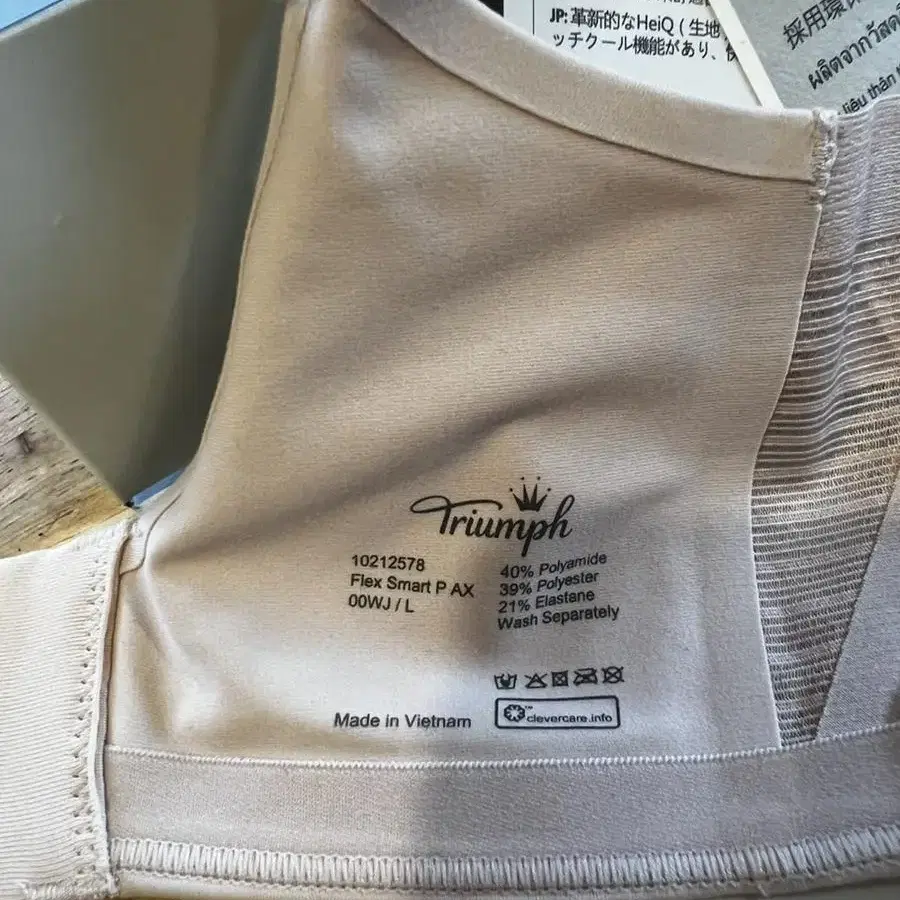 JP:革新的なHeiQ(生地
ッチクール機能があり、
採用環
ผลิตจากวัสดุ
liệu thân
Triumph
10212578
Flex Smart P AX
00WJ / L
40% Polyamide
39% Polyester
21% Elastane
Wash Separately
Made in Vietnam
™
clevercare.info